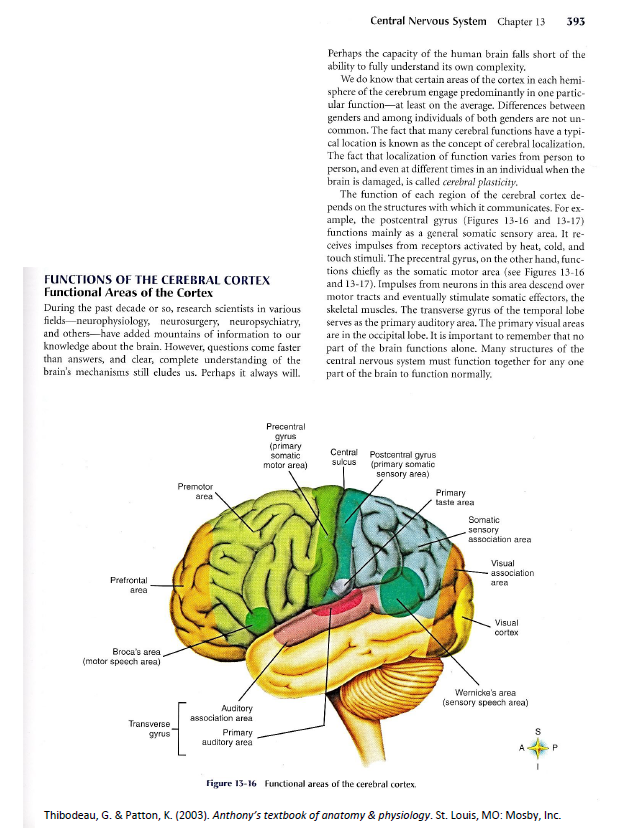 Central Nervous System Chapter 13 393
FUNCTIONS OF THE CEREBRAL CORTEX
Functional Areas of the Cortex
During the past decade or so, research scientists in various
fields—neurophysiology, neurosurgery, neuropsychiatry,
and others—have added mountains of information to our
knowledge about the brain. However, questions come faster
than answers, and clear, complete understanding of the
brain's mechanisms still eludes us. Perhaps it always will.
Perhaps the capacity of the human brain falls short of the
ability to fully understand its own complexity.
We do know that certain areas of the cortex in each hemi-
sphere of the cerebrum engage predominantly in one partic-
ular function—at least on the average. Differences between
genders and among individuals of both genders are not un-
common. The fact that many cerebral functions have a typi-
cal location is known as the concept of cerebral localization.
The fact that localization of function varies from person to
person, and even at different times in an individual when the
brain is damaged, is called cerebral plasticity.
The function of each region of the cerebral cortex de-
pends on the structures with which it communicates. For ex-
ample, the postcentral gyrus (Figures 13-16 and 13-17)
functions mainly as a general somatic sensory area. It re-
ceives impulses from receptors activated by heat, cold, and
touch stimuli. The precentral gyrus, on the other hand, func-
tions chiefly as the somatic motor area (see Figures 13-16
and 13-17). Impulses from neurons in this area descend over
motor tracts and eventually stimulate somatic effectors, the
skeletal muscles. The transverse gyrus of the temporal lobe
serves as the primary auditory area. The primary visual areas
are in the occipital lobe. It is important to remember that no
part of the brain functions alone. Many structures of the
central nervous system must function together for any one
part of the brain to function normally.
Precentral
gyrus
(primary
somatic
motor area)
Central
sulcus
Postcentral gyrus
(primary somatic
sensory area)
Premotor
area
Primary
taste area
Somatic
sensory
association area
Visual
association
area
Prefrontal
area
Visual
cortex
Broca's area
(motor speech area)
Wernicke's area
(sensory speech area)
Transverse
gyrus
Auditory
association area
Primary
auditory area
S
A P
I
Figure 13-16 Functional areas of the cerebral cortex.
Thibodeau, G. & Patton, K. (2003). Anthony's textbook of anatomy & physiology. St. Louis, MO: Mosby, Inc.